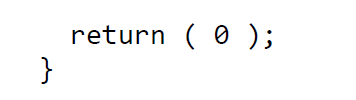 return ( 0 );
}